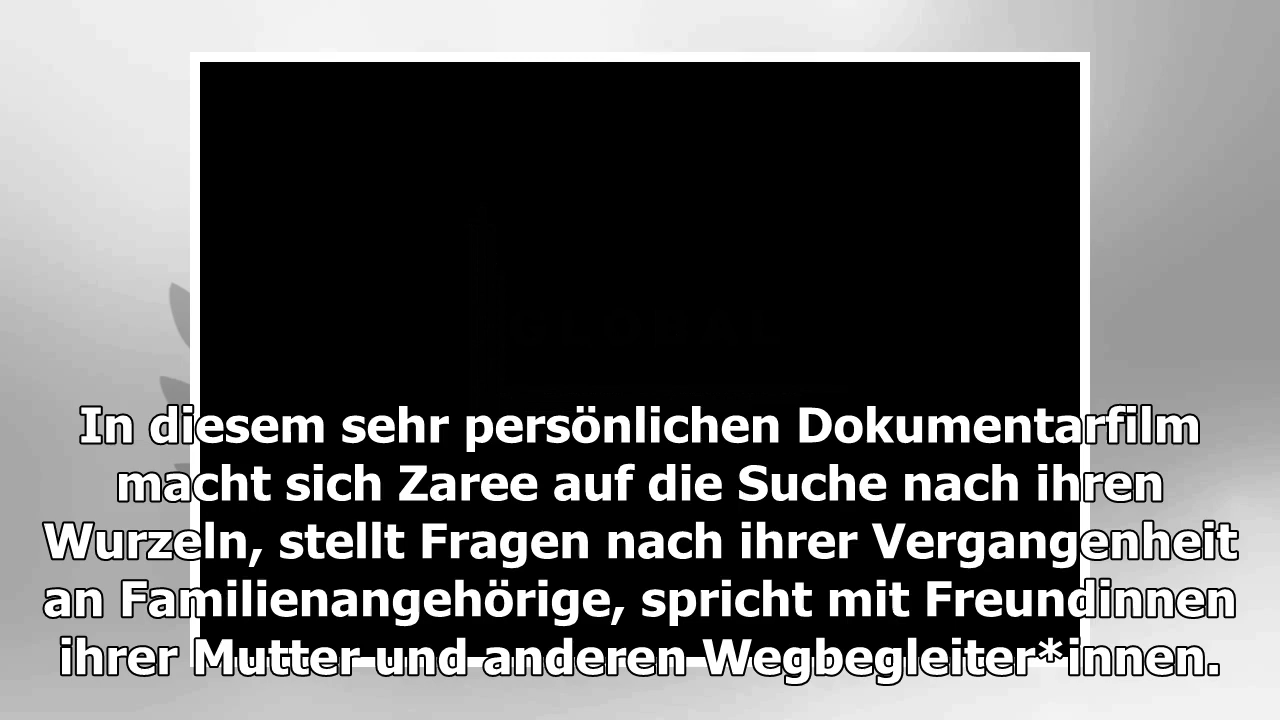 In diesem sehr persönlichen Dokumentarfilm
macht sich Zaree auf die Suche nach ihren
Wurzeln, stellt Fragen nach ihrer Vergangenheit
an Familienangehörige, spricht mit Freundinnen
ihrer Mutter und anderen Wegbegleiter*innen.